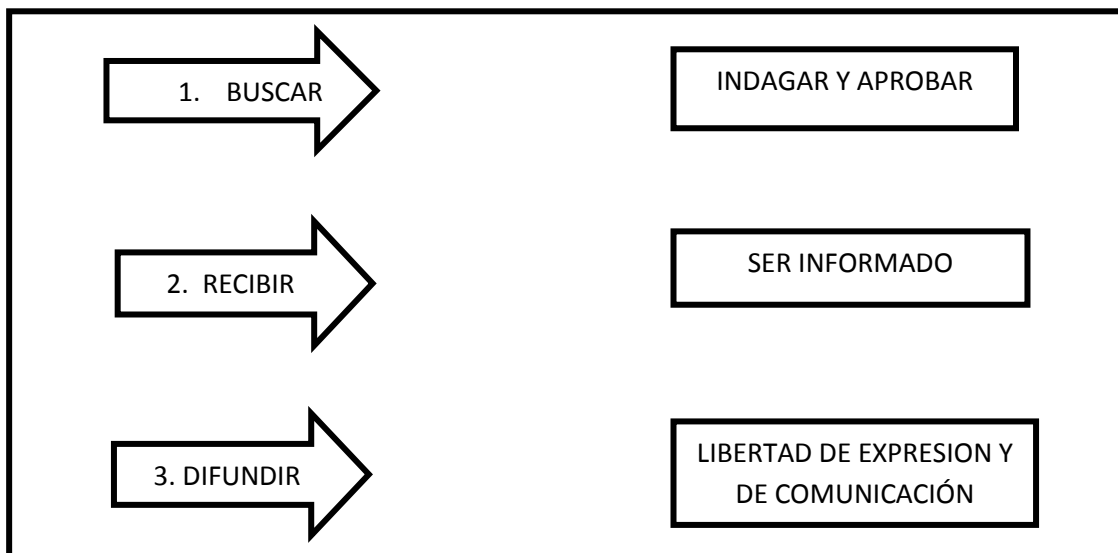 1. BUSCAR
INDAGAR Y APROBAR
2. RECIBIR
SER INFORMADO
3. DIFUNDIR
LIBERTAD DE EXPRESION Y
DE COMUNICACIÓN